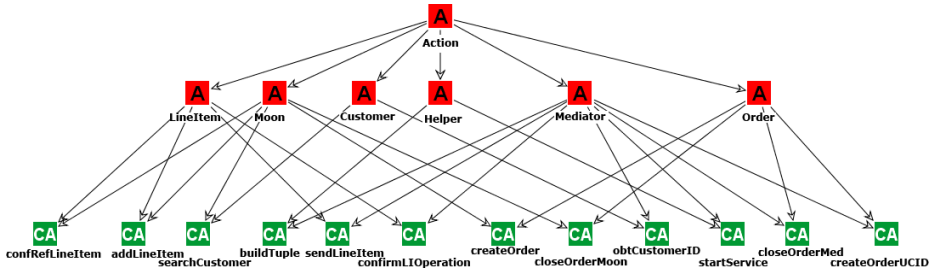 A
Action
A A A A A A
LineItem Moon Customer Helper Mediator Order
CA CA CA CA CA CA CA CA CA CA CA CA
confRefLineItem addLineItem searchCustomer buildTuple sendLineItem confirmLIOperation createOrder closeOrderMoon obtCustomerID startService closeOrderMed createOrderUCID